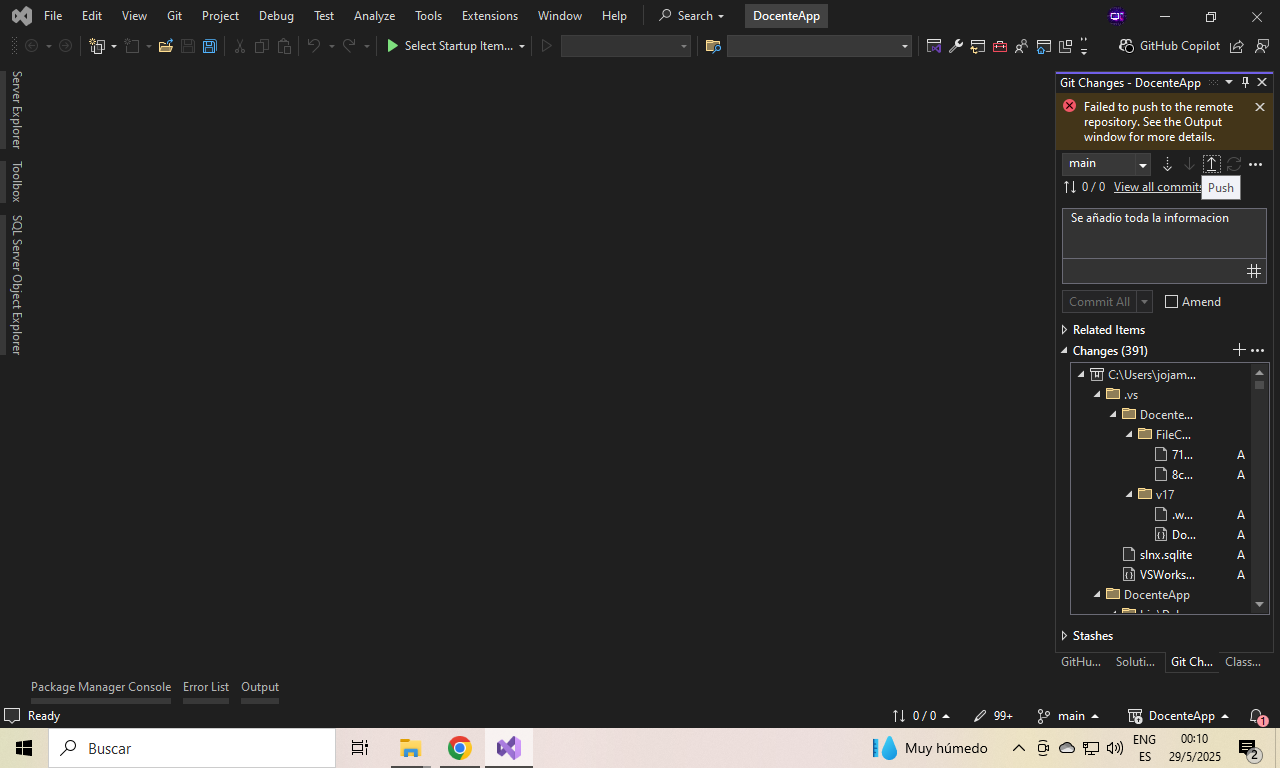 File Edit View Git Project Debug Test Analyze Tools Extensions Window Help Search DocenteApp
Select Startup Item... GitHub Copilot
Server Explorer
Toolbox
SQL Server Object Explorer
Git Changes - DocenteApp
Failed to push to the remote
repository. See the Output
window for more details.
main
0 / 0 View all commits
Push
Se añadio toda la informacion
Commit All Amend
Related Items
Changes (391)
C:\Users\jojam...
.vs
Docente...
FileC...
71... A
8c... A
v17
.w... A
Do... A
slnx.sqlite A
VSWorks... A
DocenteApp
Stashes
GitHu... Soluti... Git Ch... Class...
Package Manager Console Error List Output
Ready 0 / 0 99+ main DocenteApp 1
Buscar Muy húmedo ENG 00:10
ES 29/5/2025 2